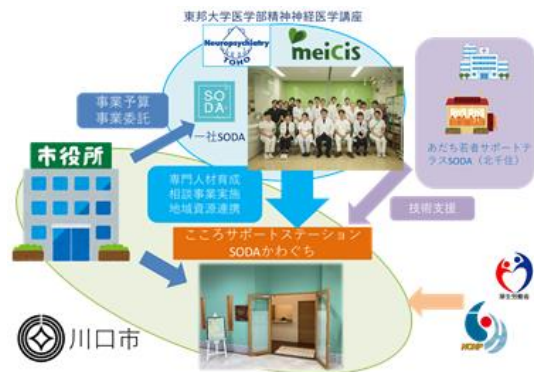 東邦大学医学部精神神経医学講座
Neuropsychiatry
TOHO
meiCis
SO
DA
一社SODA
事業予算
事業委託
市役所
あだち若者サポートテ
ラスSODA（北千住）
専門人材育成
相談事業実施
地域資源連携
技術支援
こころサポートステーション
SODAかわぐち
川口市
厚生労働省
NCNP